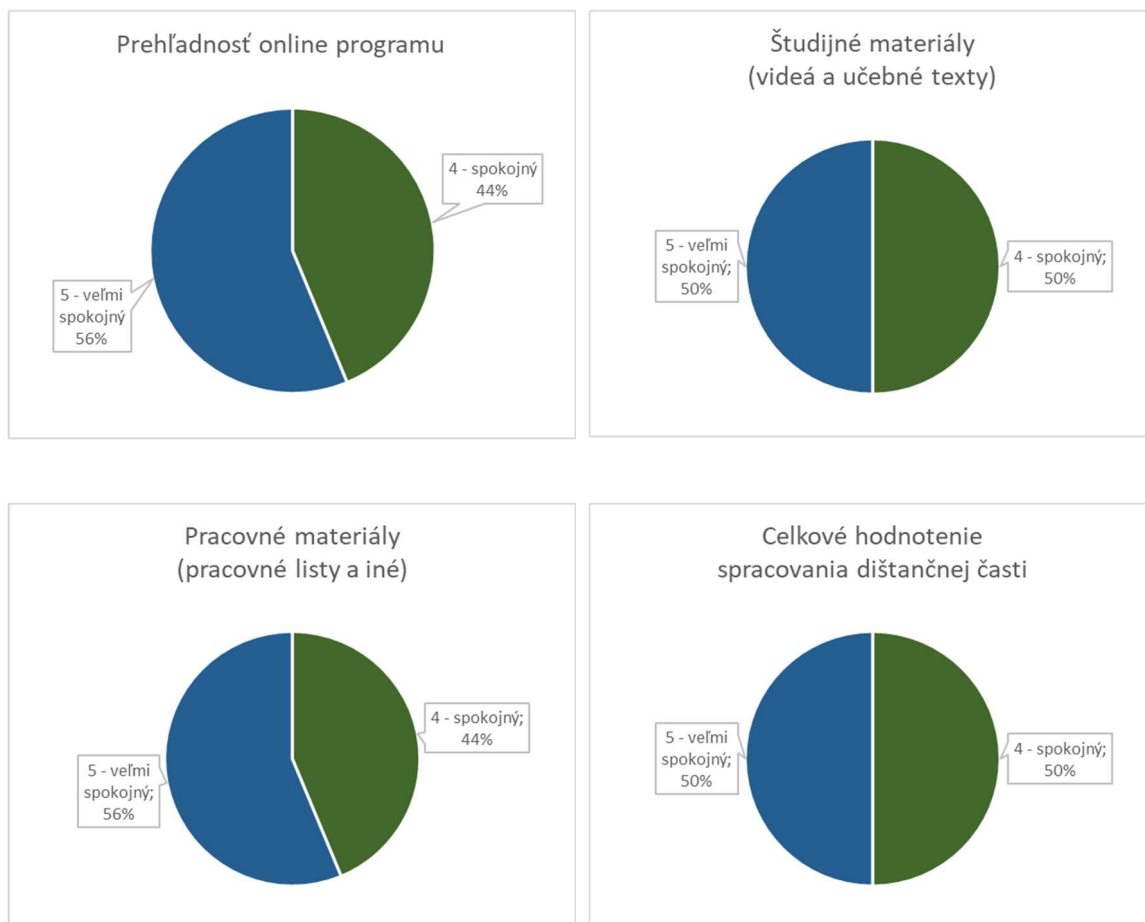 Prehľadnosť online programu
4 - spokojný
44%
5 - veľmi
spokojný
56%
Študijné materiály
(videá a učebné texty)
5 - veľmi
spokojný;
50%
4 - spokojný;
50%
Pracovné materiály
(pracovné listy a iné)
4 - spokojný;
44%
5 - veľmi
spokojný;
56%
Celkové hodnotenie
spracovania dištančnej časti
5 - veľmi
spokojný;
50%
4 - spokojný;
50%